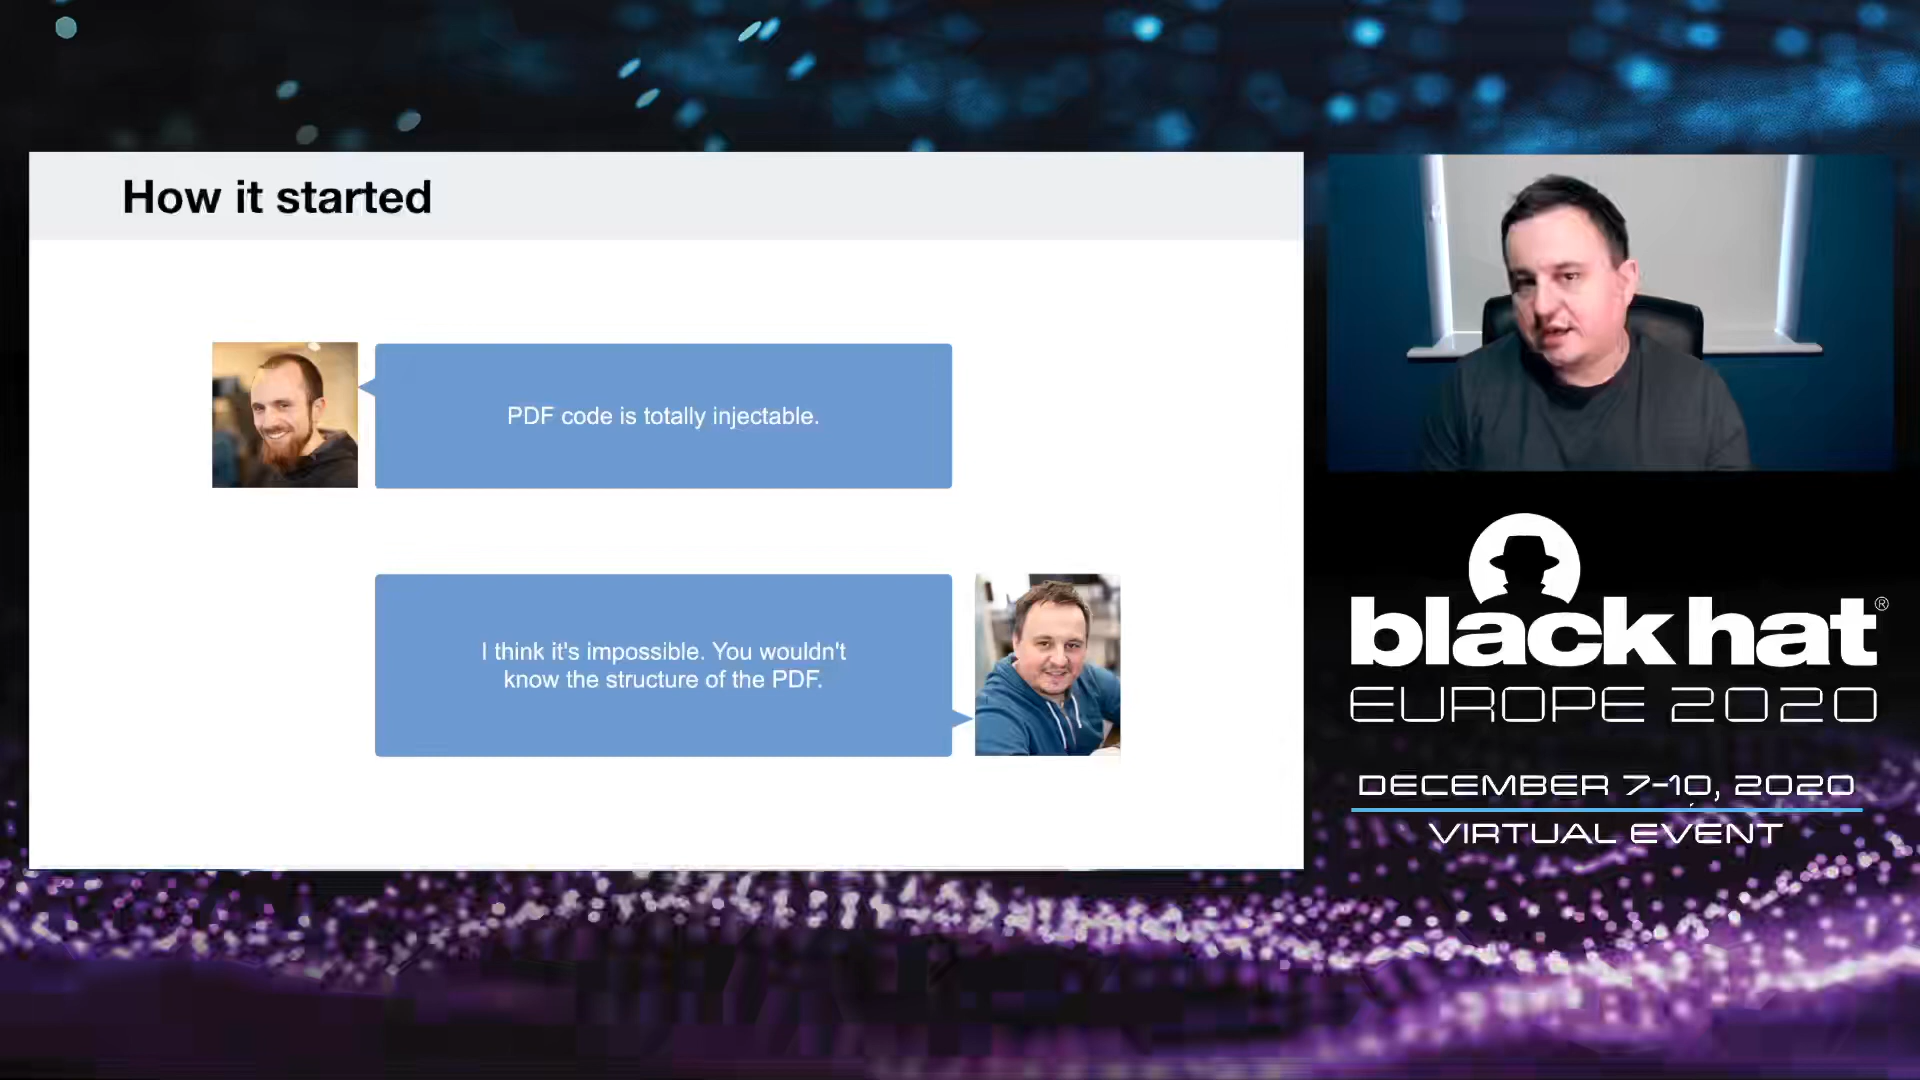 How it started
PDF code is totally injectable.
I think it's impossible. You wouldn't
know the structure of the PDF.
black hat®
EUROPE 2020
DECEMBER 7-10, 2020
VIRTUAL EVENT